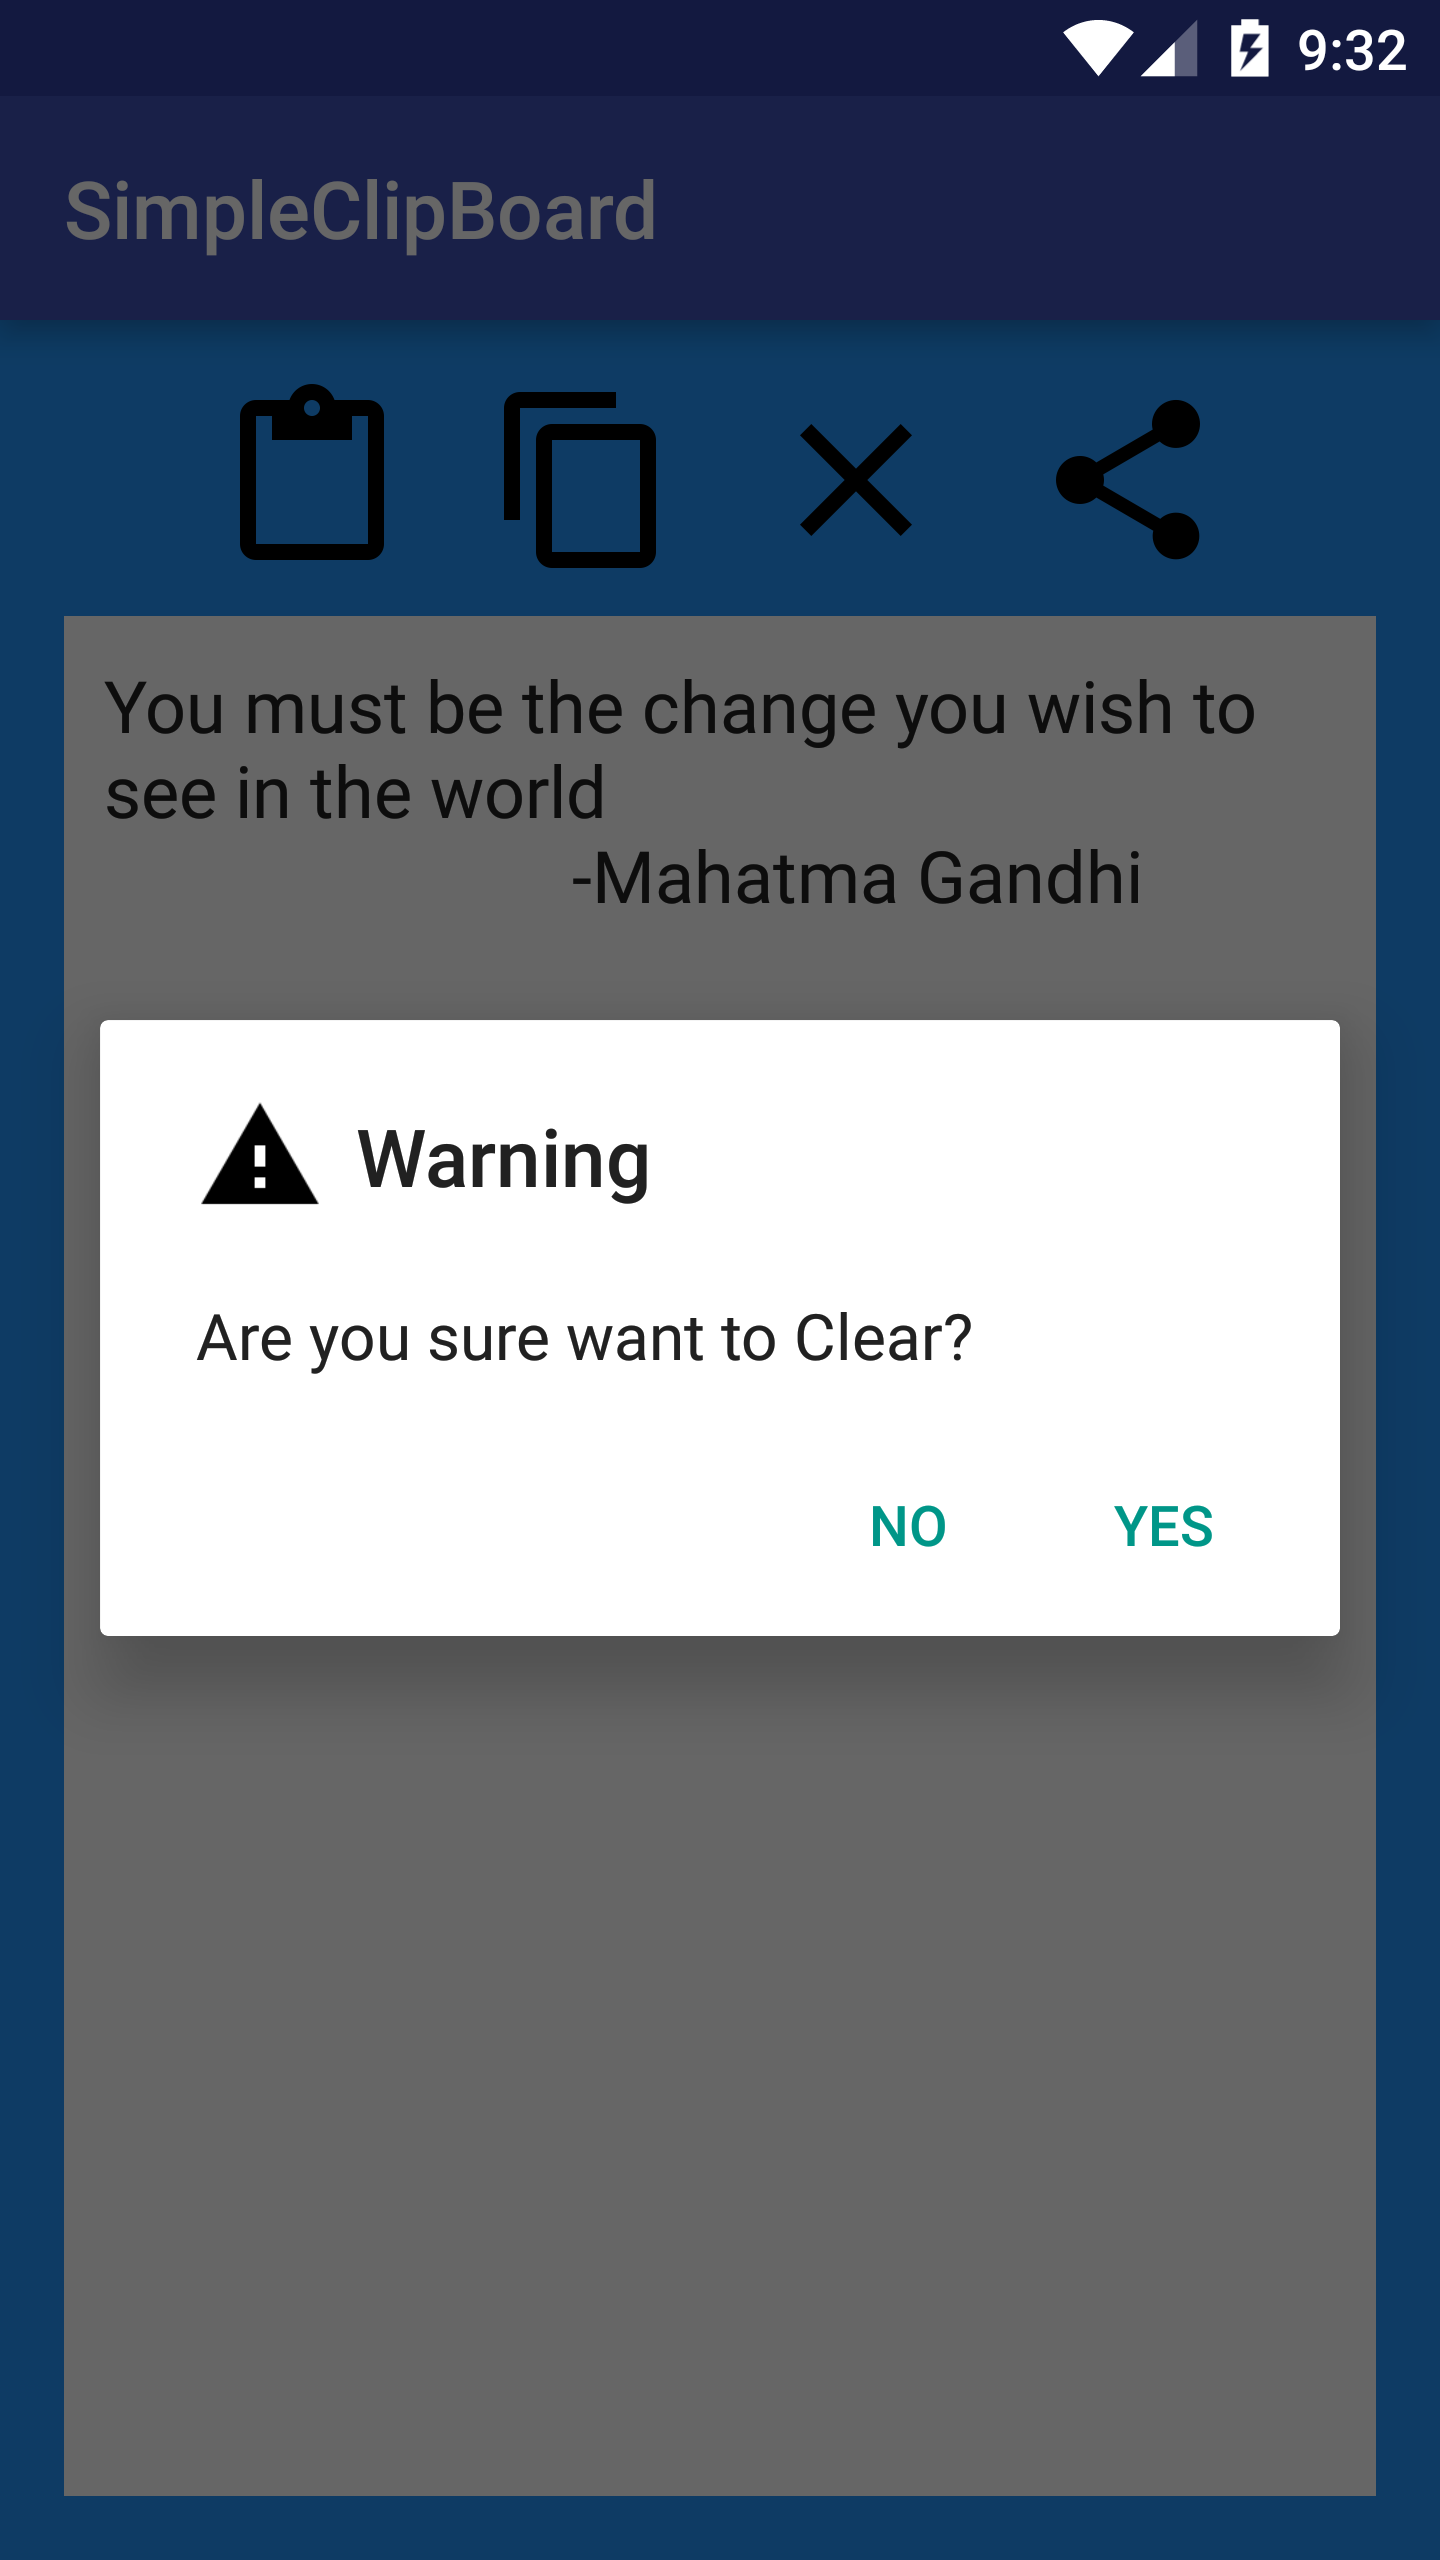 9:32
SimpleClipBoard
You must be the change you wish to
see in the world
-Mahatma Gandhi
Warning
Are you sure want to Clear?
NO YES